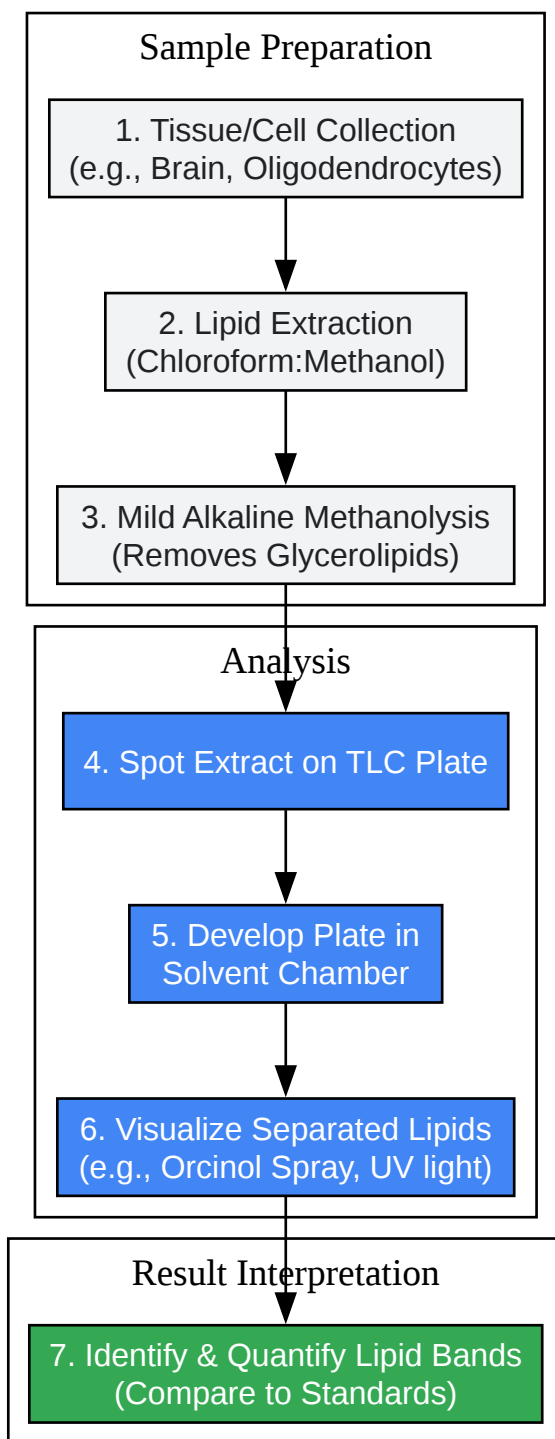 Sample Preparation
1. Tissue/Cell Collection
(e.g., Brain, Oligodendrocytes)
2. Lipid Extraction
(Chloroform:Methanol)
3. Mild Alkaline Methanolysis
(Removes Glycerolipids)
Analysis
4. Spot Extract on TLC Plate
5. Develop Plate in
Solvent Chamber
6. Visualize Separated Lipids
(e.g., Orcinol Spray, UV light)
Result Interpretation
7. Identify & Quantify Lipid Bands
(Compare to Standards)